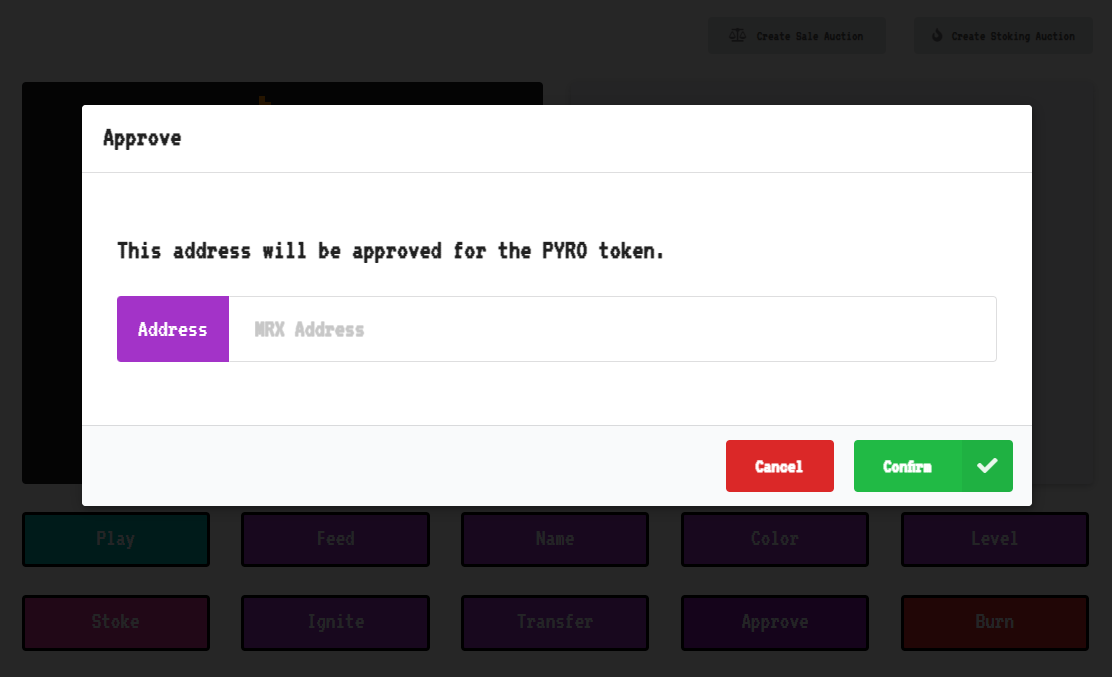 Create Sale Auction
Create Stoking Auction
Approve
This address will be approved for the PYRO token.
Address
MRX Address
Cancel
Confirm
Play
Feed
Name
Color
Level
Stoke
Ignite
Transfer
Approve
Burn